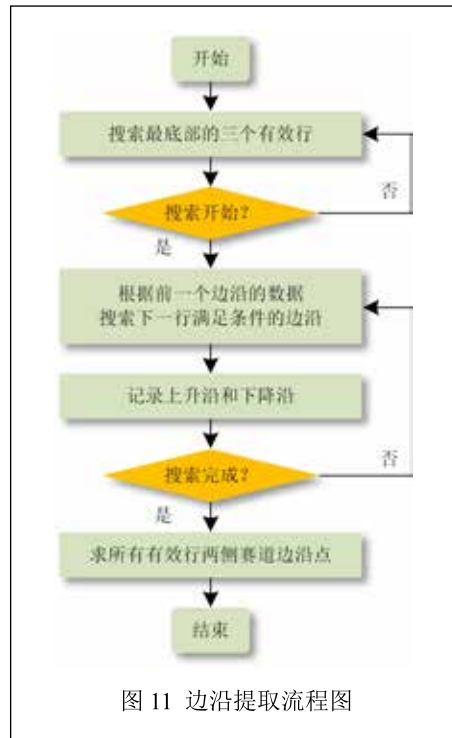 开始
搜索最底部的三个有效行
否
搜索开始？
是
根据前一个边沿的数据
搜索下一行满足条件的边沿
记录上升沿和下降沿
否
搜索完成？
是
求所有有效行两侧赛道边沿点
结束
图 11 边沿提取流程图